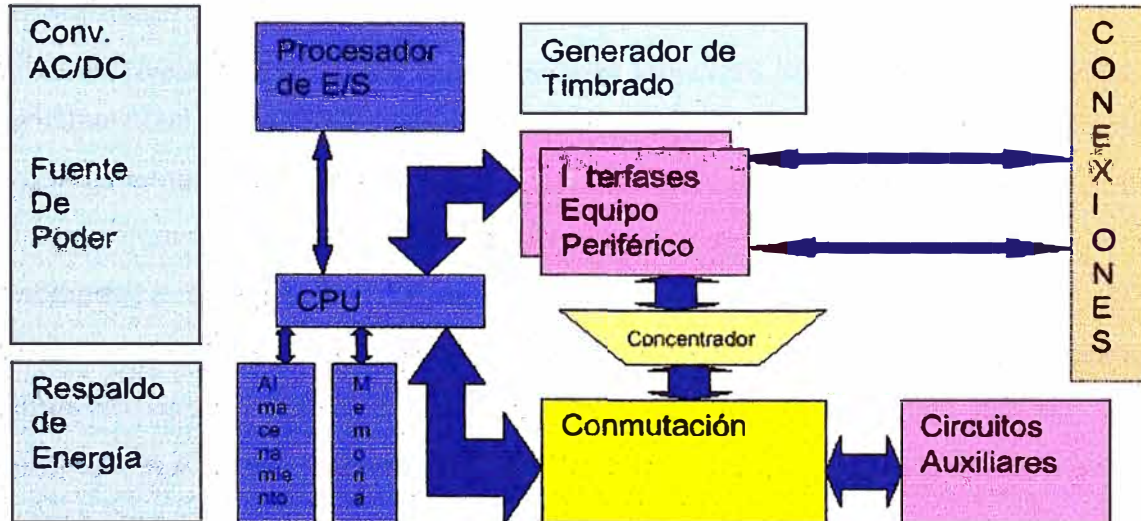 Conv.
AC/DC
Fuente
De
Poder
Respaldo
de
Energía
Procesador
de E/S
CPU
Al
ma
ce
na
mie
nto
M
e
m
o
ri
a
Generador de
Timbrado
I nterfases
Equipo
Periférico
Concentrador
Conmutación
Circuitos
Auxiliares
C
O
N
E
X
I
O
N
E
S